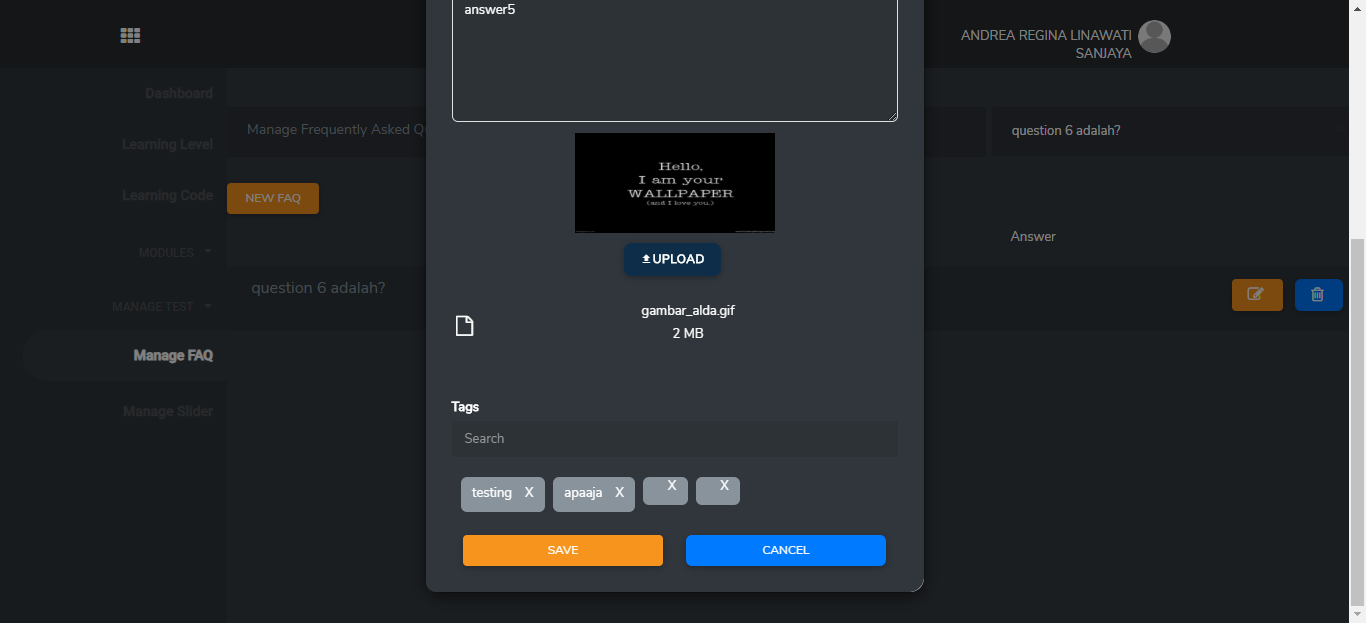 answer5
ANDREA REGINA LINAWATI
SANJAYA
Dashboard
Manage Frequently Asked Q
question 6 adalah?
Learning Level
Hello,
I am your
WALLPAPER
(and I love you.)
Learning Code
NEW FAQ
Answer
MODULES
UPLOAD
question 6 adalah?
MANAGE TEST
gambar_alda.gif
2 MB
Manage FAQ
Manage Slider
Tags
Search
testing X
apaaja X
X
X
SAVE
CANCEL